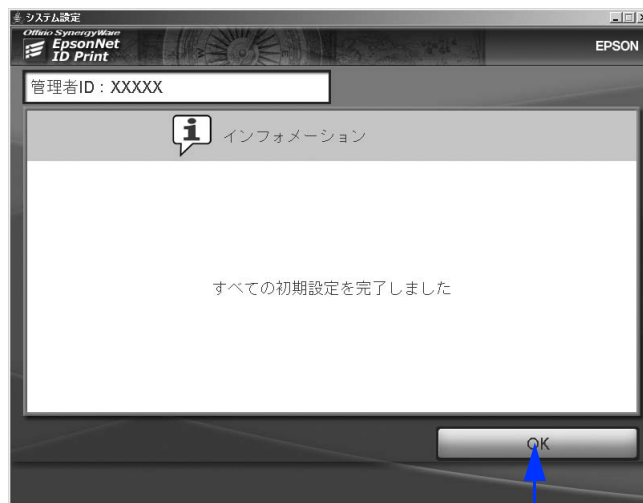 システム設定
Offirio SynergyWare
EpsonNet
ID Print
EPSON
管理者ID：XXXXX
インフォメーション
すべての初期設定を完了しました
OK